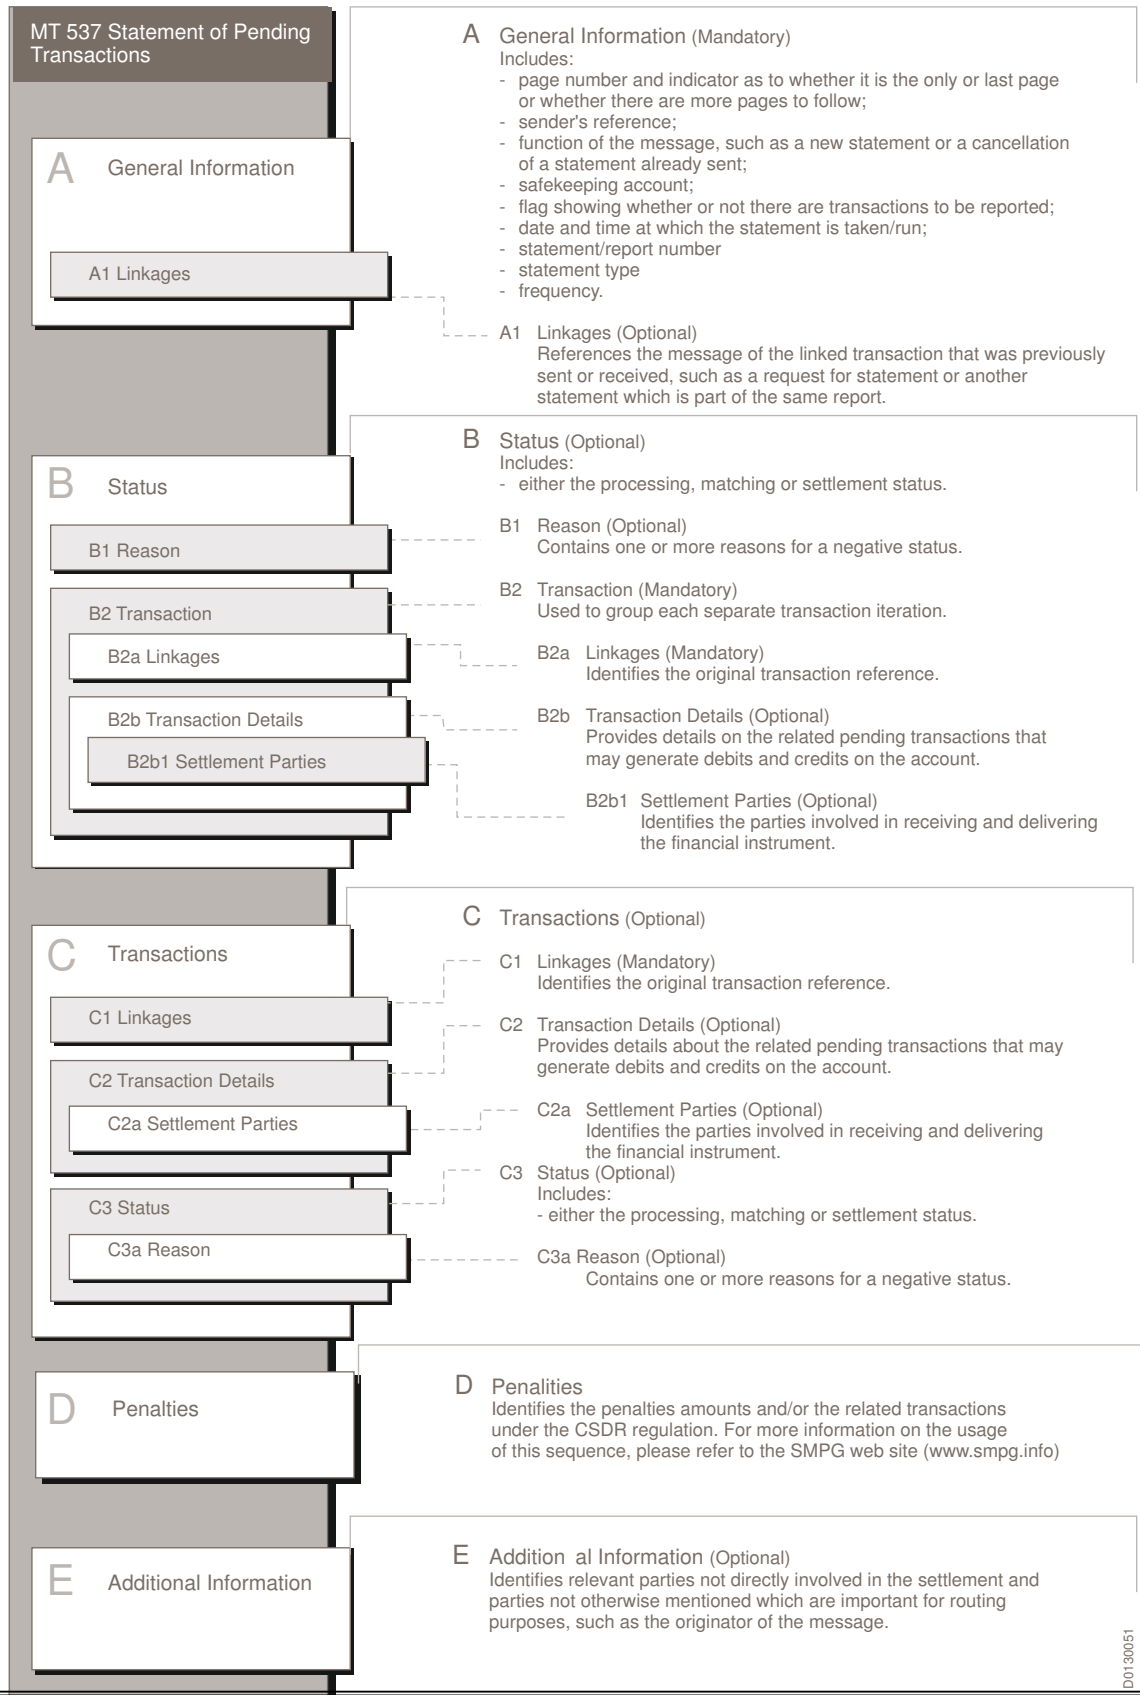 MT 537 Statement of Pending
Transactions
A General Information
A1 Linkages
A General Information (Mandatory)
Includes:
- page number and indicator as to whether it is the only or last page
or whether there are more pages to follow;
- sender's reference;
- function of the message, such as a new statement or a cancellation
of a statement already sent;
- safekeeping account;
- flag showing whether or not there are transactions to be reported;
- date and time at which the statement is taken/run;
- statement/report number
- statement type
- frequency.
A1 Linkages (Optional)
References the message of the linked transaction that was previously
sent or received, such as a request for statement or another
statement which is part of the same report.
B Status
B1 Reason
B2 Transaction
B2a Linkages
B2b Transaction Details
B2b1 Settlement Parties
B Status (Optional)
Includes:
- either the processing, matching or settlement status.
B1 Reason (Optional)
Contains one or more reasons for a negative status.
B2 Transaction (Mandatory)
Used to group each separate transaction iteration.
B2a Linkages (Mandatory)
Identifies the original transaction reference.
B2b Transaction Details (Optional)
Provides details on the related pending transactions that
may generate debits and credits on the account.
B2b1 Settlement Parties (Optional)
Identifies the parties involved in receiving and delivering
the financial instrument.
C Transactions
C1 Linkages
C2 Transaction Details
C2a Settlement Parties
C3 Status
C3a Reason
C Transactions (Optional)
C1 Linkages (Mandatory)
Identifies the original transaction reference.
C2 Transaction Details (Optional)
Provides details about the related pending transactions that may
generate debits and credits on the account.
C2a Settlement Parties (Optional)
Identifies the parties involved in receiving and delivering
the financial instrument.
C3 Status (Optional)
Includes:
- either the processing, matching or settlement status.
C3a Reason (Optional)
Contains one or more reasons for a negative status.
D Penalties
D Penalities
Identifies the penalties amounts and/or the related transactions
under the CSDR regulation. For more information on the usage
of this sequence, please refer to the SMPG web site (www.smpg.info)
E Additional Information
E Addition al Information (Optional)
Identifies relevant parties not directly involved in the settlement and
parties not otherwise mentioned which are important for routing
purposes, such as the originator of the message.
D0130051